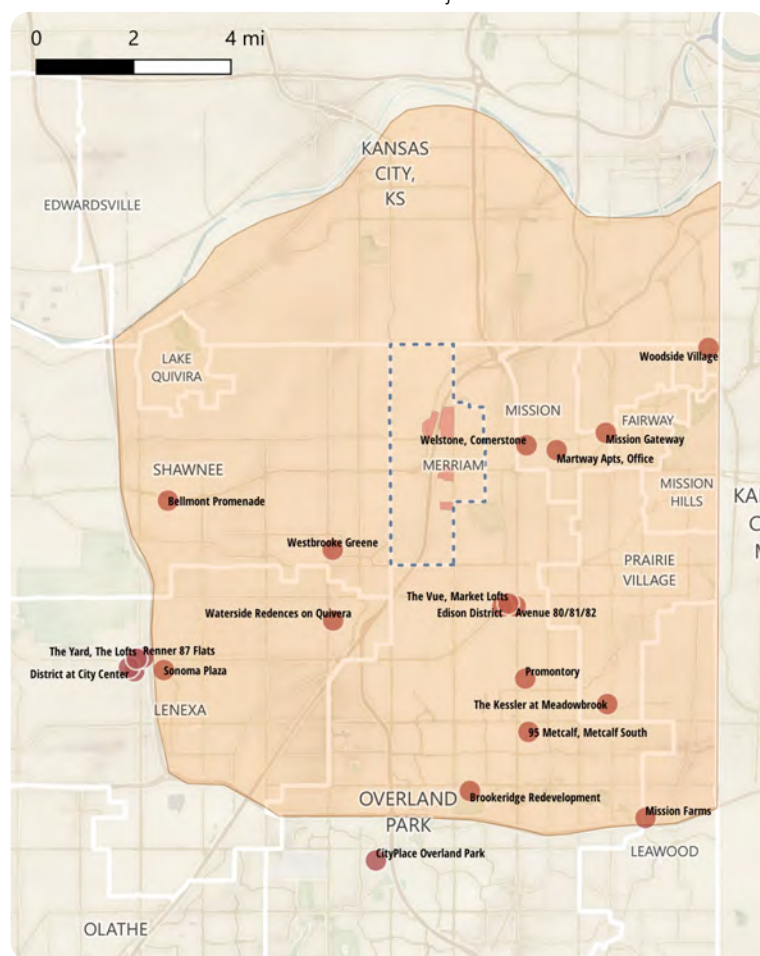 0 2 4 mi
KANSAS
CITY,
KS
EDWARDSVILLE
Woodside Village
LAKE
QUIVIRA
MISSION
FAIRWAY
Welstone, Cornerstone
Mission Gateway
Martway Apts, Office
MERRIAM
SHAWNEE
MISSION
HILLS
Bellmont Promenade
KA
C
M
Westbrooke Greene
PRAIRIE
VILLAGE
The Vue, Market Lofts
Edison District
Avenue 80/81/82
Waterside Redences on Quivera
The Yard, The Lofts
Renner 87 Flats
District at City Center
Sonoma Plaza
Promontory
LENEXA
The Kessler at Meadowbrook
95 Metcalf, Metcalf South
OVERLAND
PARK
Brookeridge Redevelopment
Mission Farms
CityPlace Overland Park
LEAWOOD
OLATHE